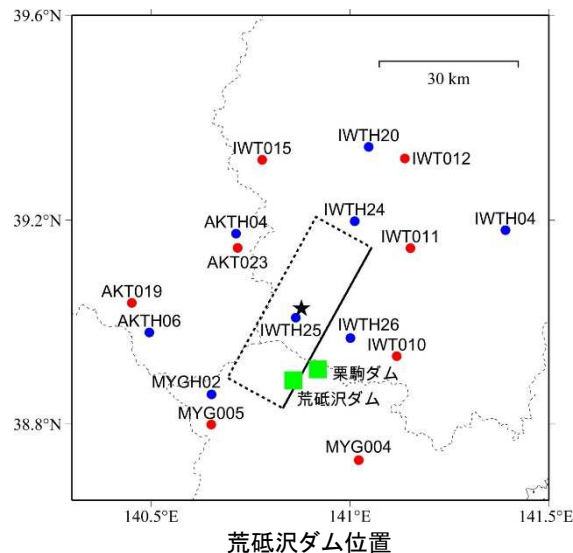 39.6°N
30 km
IWTH20
IWT015
IWT012
IWTH24
AKTH04
IWTH04
39.2°N
IWT011
AKT023
AKT019
AKTH06
IWTH25
IWTH26
IWT010
栗駒ダム
MYGH02
荒砥沢ダム
MYG005
38.8°N
MYG004
140.5°E
141°E
141.5°E
荒砥沢ダム位置